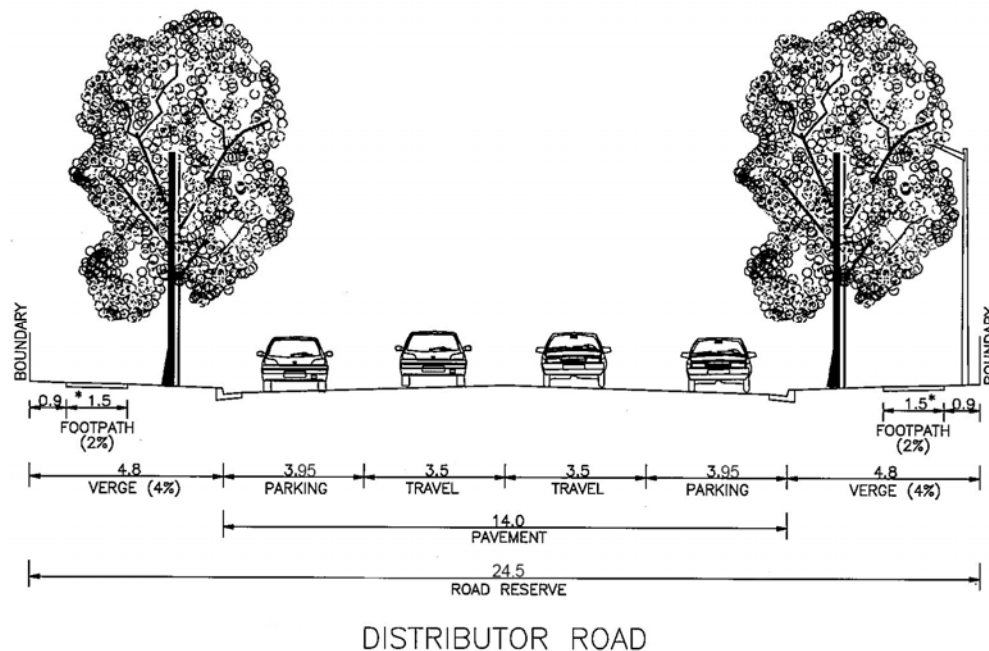 BOUNDARY
BOUNDARY
0.9 * 1.5
1.5* 0.9
FOOTPATH
(2%)
FOOTPATH
(2%)
4.8 3.95 3.5 3.5 3.95 4.8
VERGE (4%) PARKING TRAVEL TRAVEL PARKING VERGE (4%)
14.0
PAVEMENT
24.5
ROAD RESERVE
DISTRIBUTOR ROAD